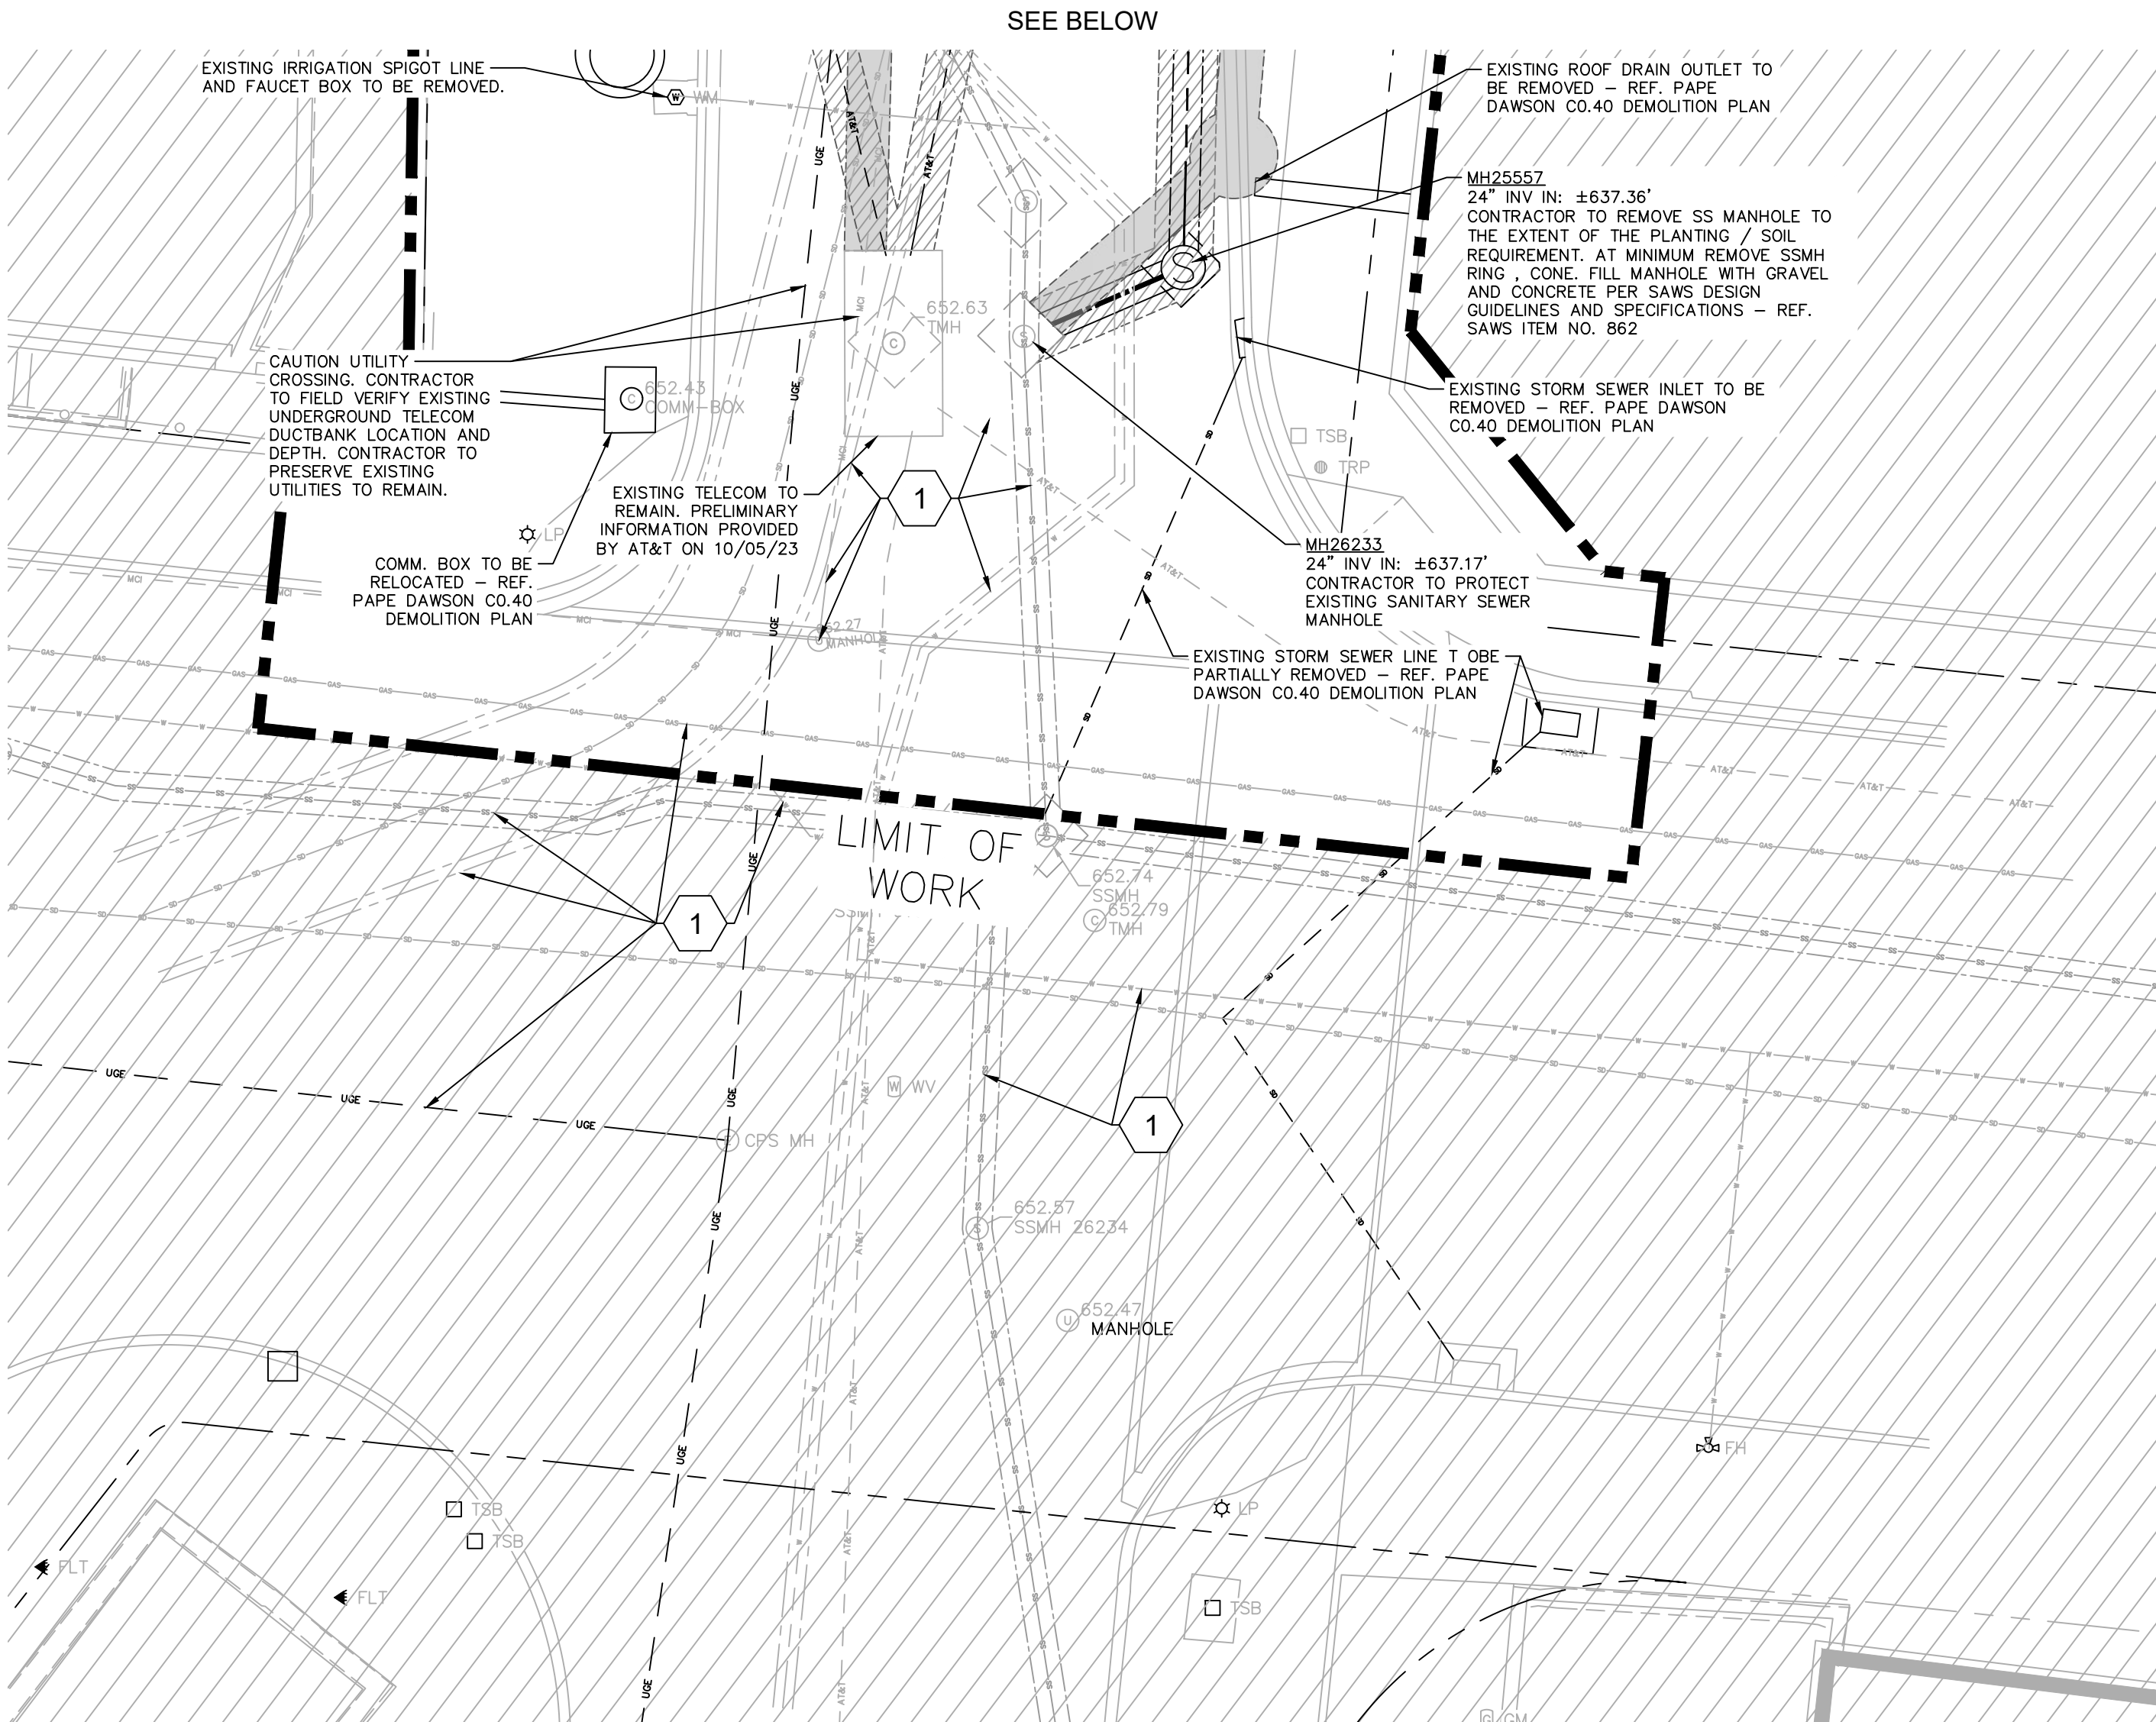 SEE BELOW
EXISTING IRRIGATION SPIGOT LINE
AND FAUCET BOX TO BE REMOVED.
WM
EXISTING ROOF DRAIN OUTLET TO
BE REMOVED – REF. PAPE
DAWSON C0.40 DEMOLITION PLAN
MH25557
24" INV IN: ±637.36'
CONTRACTOR TO REMOVE SS MANHOLE TO
THE EXTENT OF THE PLANTING / SOIL
REQUIREMENT. AT MINIMUM REMOVE SSMH
RING , CONE. FILL MANHOLE WITH GRAVEL
AND CONCRETE PER SAWS DESIGN
GUIDELINES AND SPECIFICATIONS – REF.
SAWS ITEM NO. 862
652.63
TMH
CAUTION UTILITY
CROSSING. CONTRACTOR
TO FIELD VERIFY EXISTING
UNDERGROUND TELECOM
DUCTBANK LOCATION AND
DEPTH. CONTRACTOR TO
PRESERVE EXISTING
UTILITIES TO REMAIN.
652.43
COMM-BOX
EXISTING STORM SEWER INLET TO BE
REMOVED – REF. PAPE DAWSON
C0.40 DEMOLITION PLAN
TSB
TRP
EXISTING TELECOM TO
REMAIN. PRELIMINARY
INFORMATION PROVIDED
BY AT&T ON 10/05/23
1
LP
COMM. BOX TO BE
RELOCATED – REF.
PAPE DAWSON C0.40
DEMOLITION PLAN
MH26233
24" INV IN: ±637.17'
CONTRACTOR TO PROTECT
EXISTING SANITARY SEWER
MANHOLE
MANHOLE
EXISTING STORM SEWER LINE T OBE
PARTIALLY REMOVED – REF. PAPE
DAWSON C0.40 DEMOLITION PLAN
LIMIT OF
WORK
652.74
SSMH
652.79
TMH
1
UGE
UGE
UGE
WV
1
CPS MH
652.57
SSMH 26234
652.47
MANHOLE
FH
LP
TSB
TSB
FLT
FLT
TSB
GM